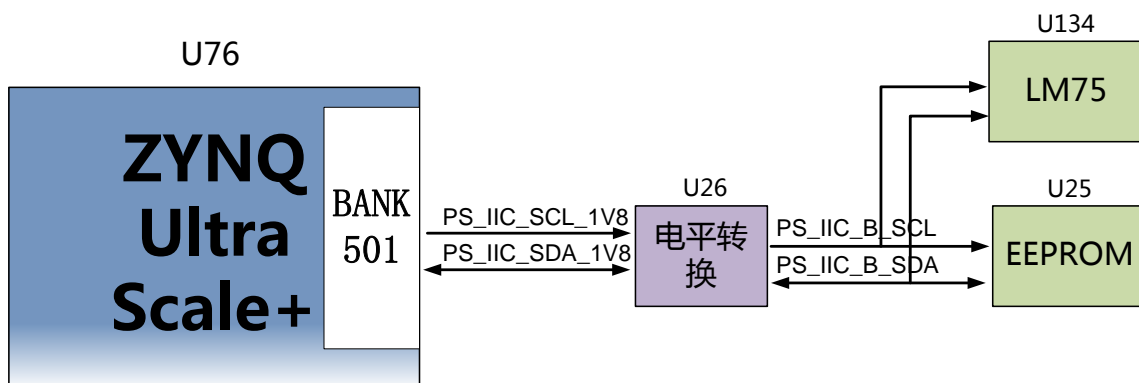 U76
ZYNQ
Ultra
Scale+
BANK
501
PS_IIC_SCL_1V8
PS_IIC_SDA_1V8
U26
电平转
换
PS_IIC_B_SCL
PS_IIC_B_SDA
U134
LM75
U25
EEPROM